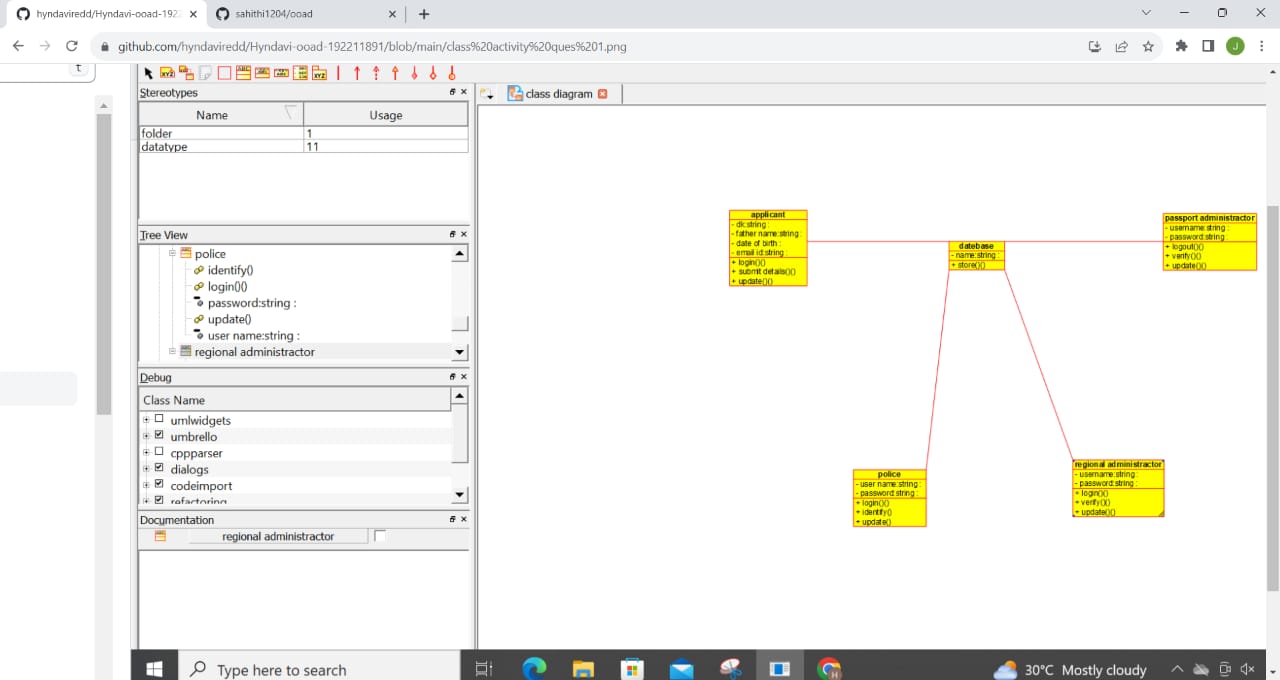 hyndaviredd/Hyndavi-ooad-1922
sahithi1204/ooad
github.com/hyndaviredd/Hyndavi-ooad-192211891/blob/main/class%20activity%20ques%201.png
J
t
Stereotypes
Name Usage
folder 1
datatype 11
Tree View
police
identify()
login()()
password:string :
update()
user name:string :
regional administractor
Debug
Class Name
umlwidgets
umbrello
cppparser
dialogs
codeimport
refactoring
Documentation
regional administractor
class diagram
applicant
- dk:string :
- father name:string :
- date of birth :
- email id:string :
+ login()()
+ submit details()()
+ update()()
datebase
- name:string :
+ store()()
passport administractor
- username:string :
- password:string :
+ logout()()
+ verify()()
+ update()()
police
- user name:string :
- password:string :
+ login()()
+ identify()
+ update()
regional administractor
- username:string :
- password:string :
+ login()()
+ verify()()
+ update()()
Type here to search
30°C Mostly cloudy